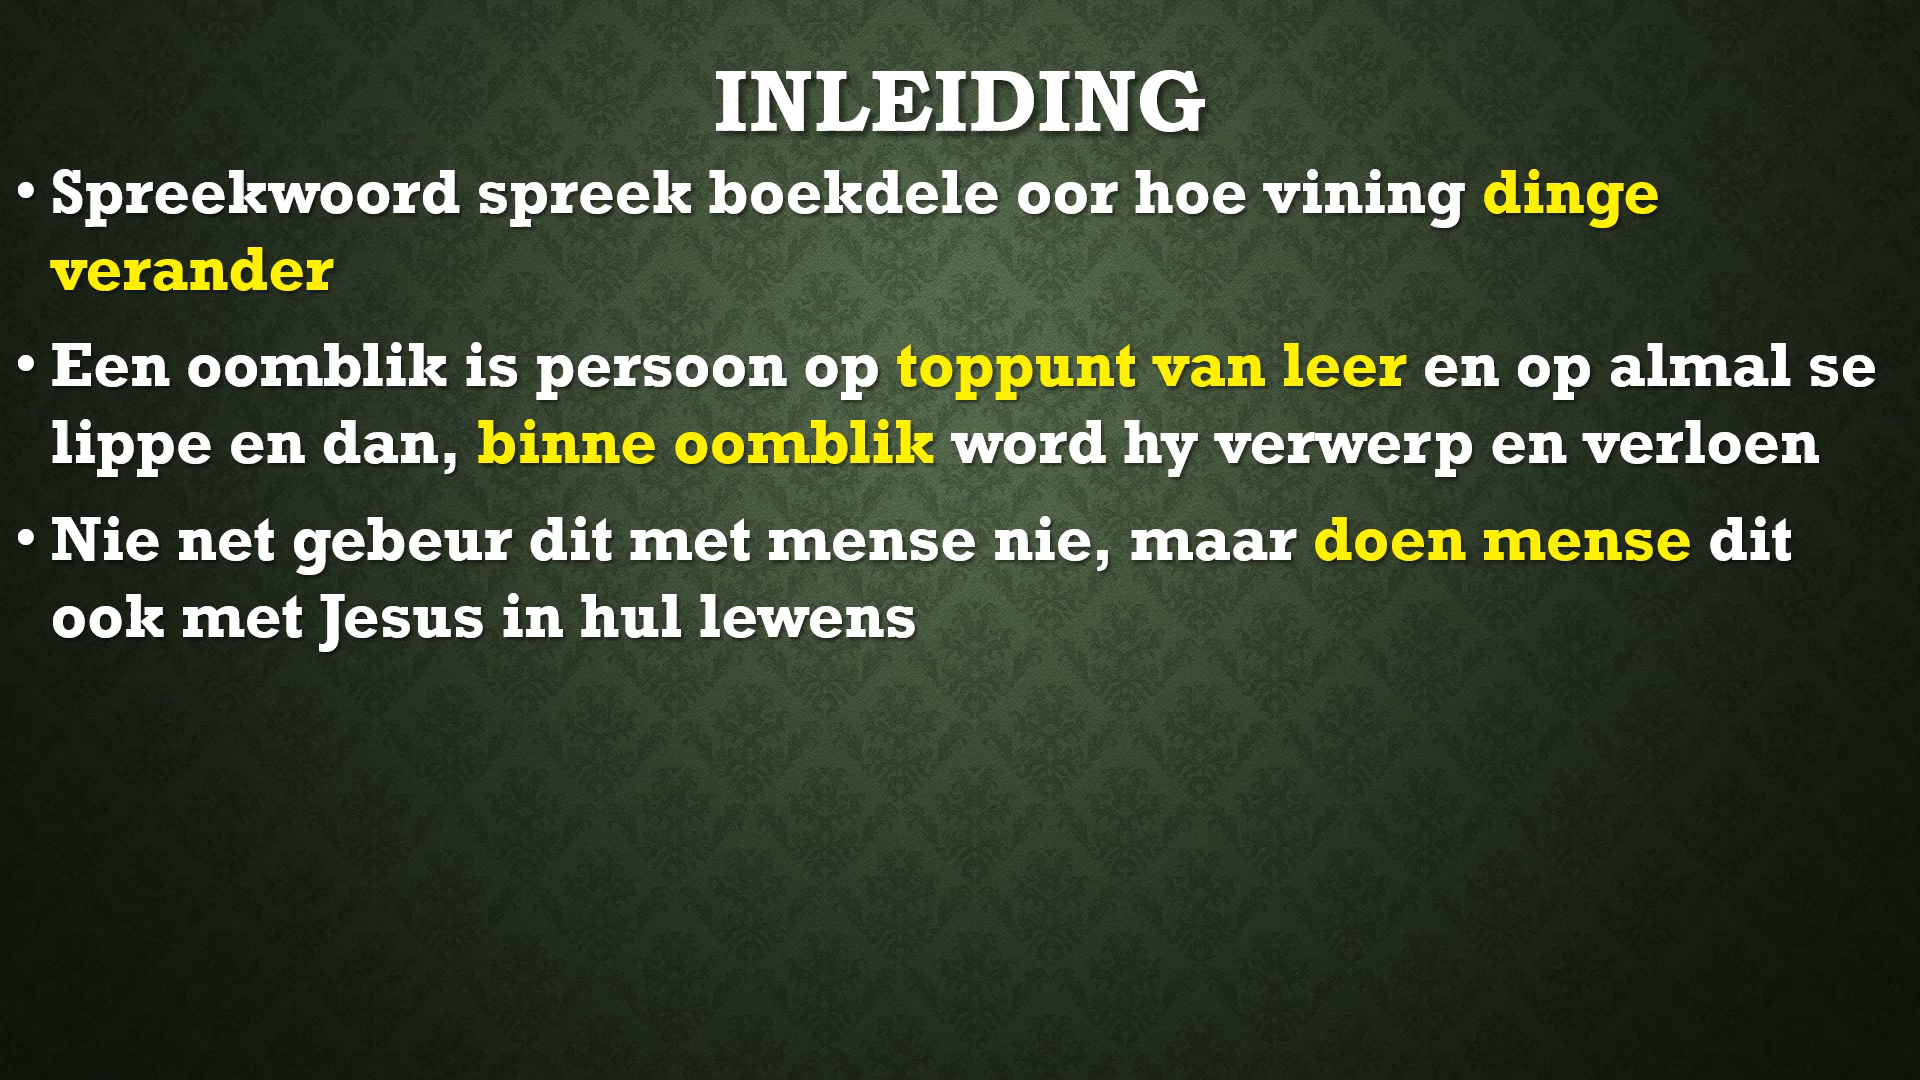 INLEIDING
• Spreekwoord spreek boekdele oor hoe vining dinge
verander
• Een oomblik is persoon op toppunt van leer en op almal se
lippe en dan, binne oomblik word hy verwerp en verloen
• Nie net gebeur dit met mense nie, maar doen mense dit
ook met Jesus in hul lewens